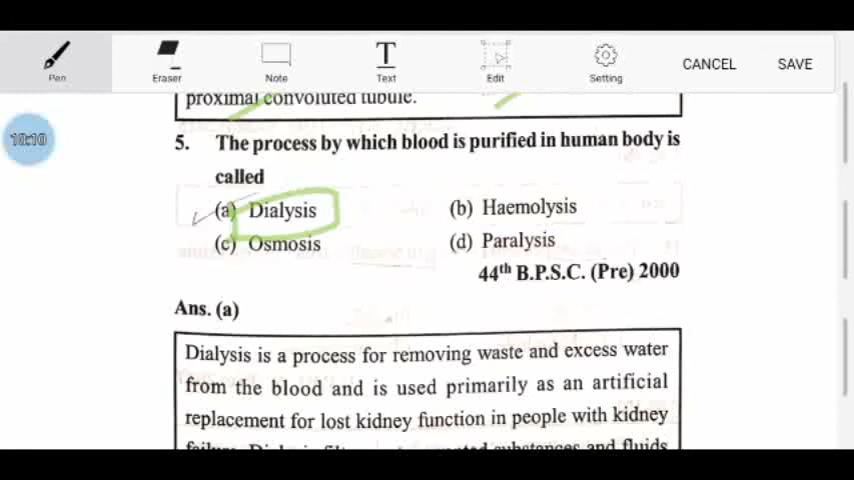 Pen
Eraser
Note
Text
Edit
Setting
CANCEL
SAVE
10:10
proximal convoluted tubule.
5. The process by which blood is purified in human body is
called
(a) Dialysis
(b) Haemolysis
(c) Osmosis
(d) Paralysis
44th B.P.S.C. (Pre) 2000
Ans. (a)
Dialysis is a process for removing waste and excess water
from the blood and is used primarily as an artificial
replacement for lost kidney function in people with kidney
substances and fluids